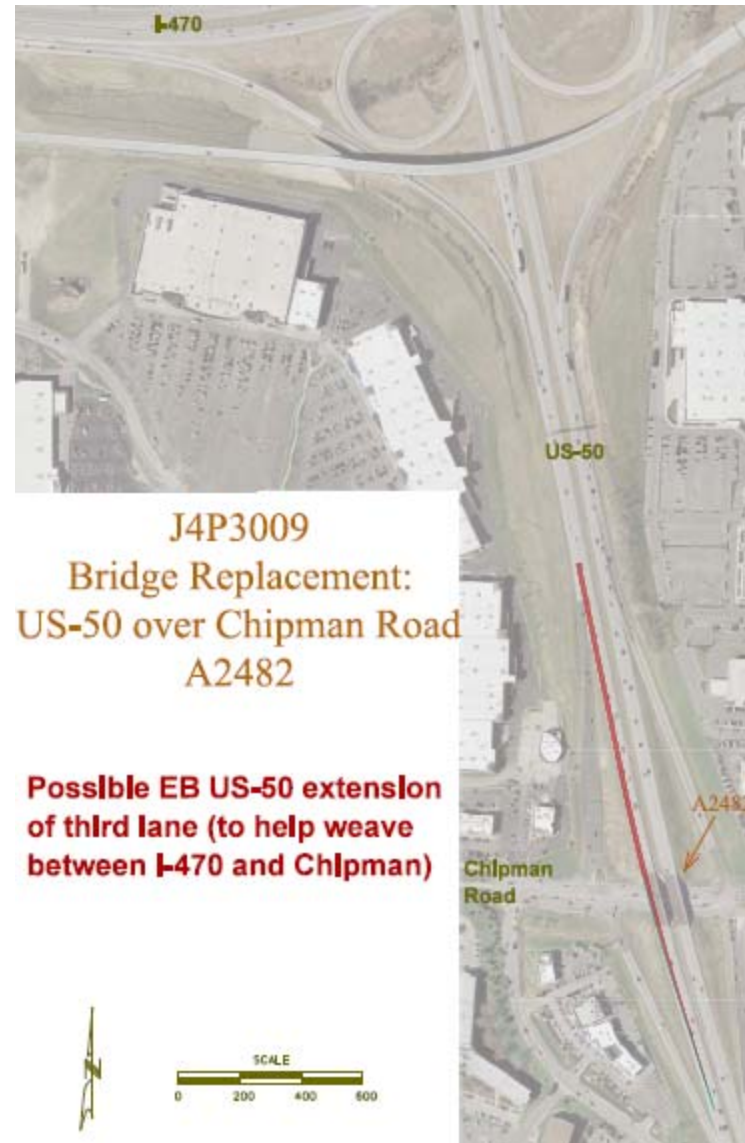 I-470
US-50
J4P3009
Bridge Replacement:
US-50 over Chipman Road
A2482
Possible EB US-50 extension
of third lane (to help weave
between I-470 and Chipman)
A2482
Chipman
Road
N
SCALE
0 200 400 600